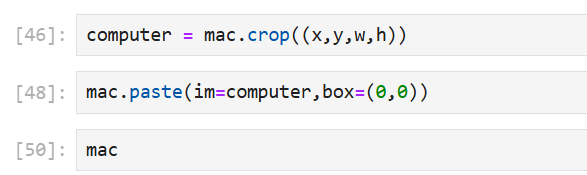 [46]: computer = mac.crop((x,y,w,h))
[48]: mac.paste(im=computer,box=(0,0))
[50]: mac